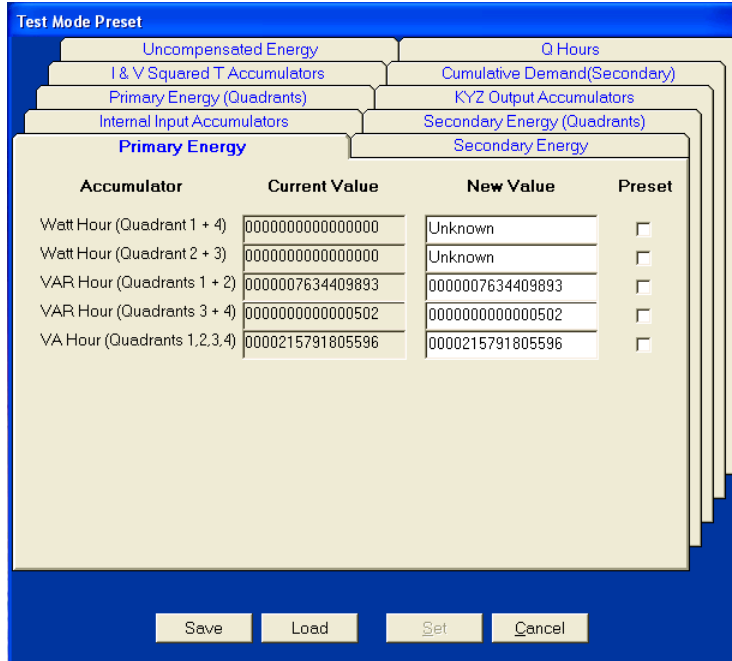 Test Mode Preset
Uncompensated Energy Q Hours
I & V Squared T Accumulators Cumulative Demand(Secondary)
Primary Energy (Quadrants) KYZ Output Accumulators
Internal Input Accumulators Secondary Energy (Quadrants)
Primary Energy Secondary Energy
Accumulator Current Value New Value Preset
Watt Hour (Quadrant 1 + 4) 0000000000000000 Unknown
Watt Hour (Quadrant 2 + 3) 0000000000000000 Unknown
VAR Hour (Quadrants 1 + 2) 0000007634409893 0000007634409893
VAR Hour (Quadrants 3 + 4) 0000000000000502 0000000000000502
VA Hour (Quadrants 1,2,3,4) 0000215791805596 0000215791805596
Save Load Set Cancel